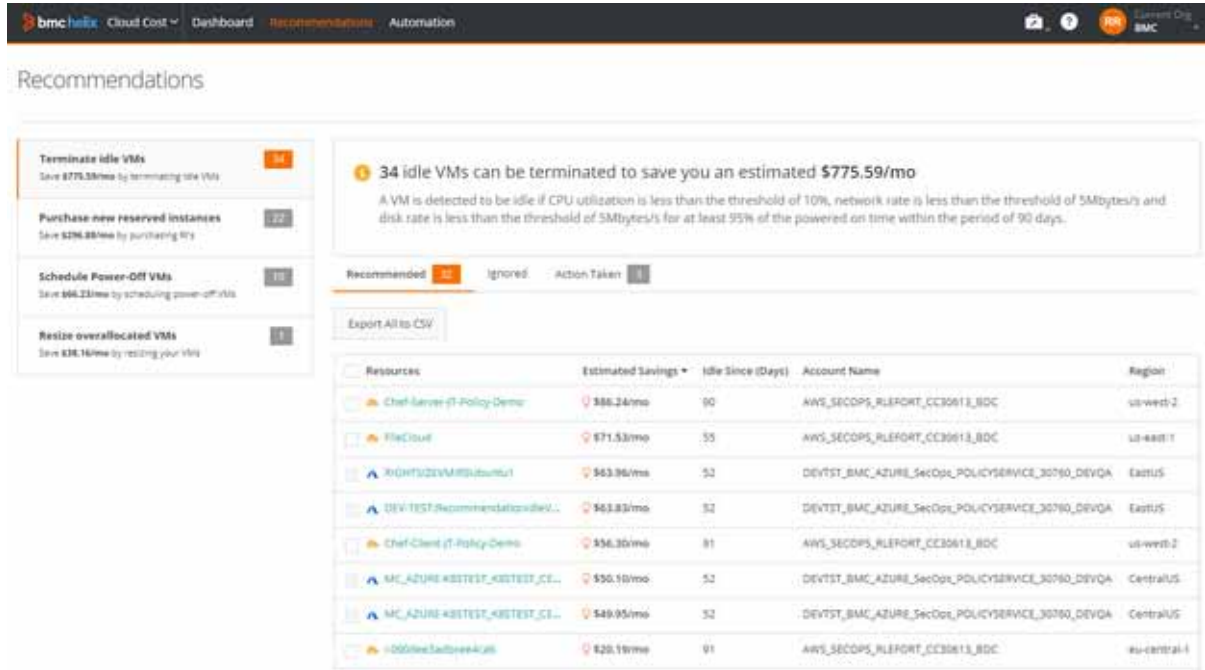 bmc helix Cloud Cost Dashboard Recommendations Automation
RR
Current Org
BMC
Recommendations
Terminate idle VMs 34
Save $775.59/mo by terminating idle VMs
Purchase new reserved instances 22
Save $296.88/mo by purchasing RI's
Schedule Power-Off VMs
Save $66.23/mo by scheduling power-off VMs
Resize overallocated VMs 1
Save $38.16/mo by resizing your VMs
34 idle VMs can be terminated to save you an estimated $775.59/mo
A VM is detected to be idle if CPU utilization is less than the threshold of 10%, network rate is less than the threshold of 5Mbytes/s and
disk rate is less than the threshold of 5Mbytes/s for at least 95% of the powered on time within the period of 90 days.
Recommended 32 Ignored Action Taken
Export All to CSV
Resources Estimated Savings Idle Since (Days) Account Name Region
Chef-Server-IT-Policy-Demo $86.24/mo 90 AWS_SECOPS_RLEFORT_CC30613_BDC us-west-2
FileCloud $71.53/mo 55 AWS_SECOPS_RLEFORT_CC30613_BDC us-east-1
$63.96/mo 52 DEVTST_BMC_AZURE_SecOps_POLICYSERVICE_30760_DEVQA EastUS
$63.83/mo 52 DEVTST_BMC_AZURE_SecOps_POLICYSERVICE_30760_DEVQA EastUS
Chef-Client-IT-Policy-Demo $56.30/mo 91 AWS_SECOPS_RLEFORT_CC30613_BDC us-west-2
$50.10/mo 52 DEVTST_BMC_AZURE_SecOps_POLICYSERVICE_30760_DEVQA CentralUS
$49.95/mo 52 DEVTST_BMC_AZURE_SecOps_POLICYSERVICE_30760_DEVQA CentralUS
$20.19/mo 91 AWS_SECOPS_RLEFORT_CC30613_BDC eu-central-1